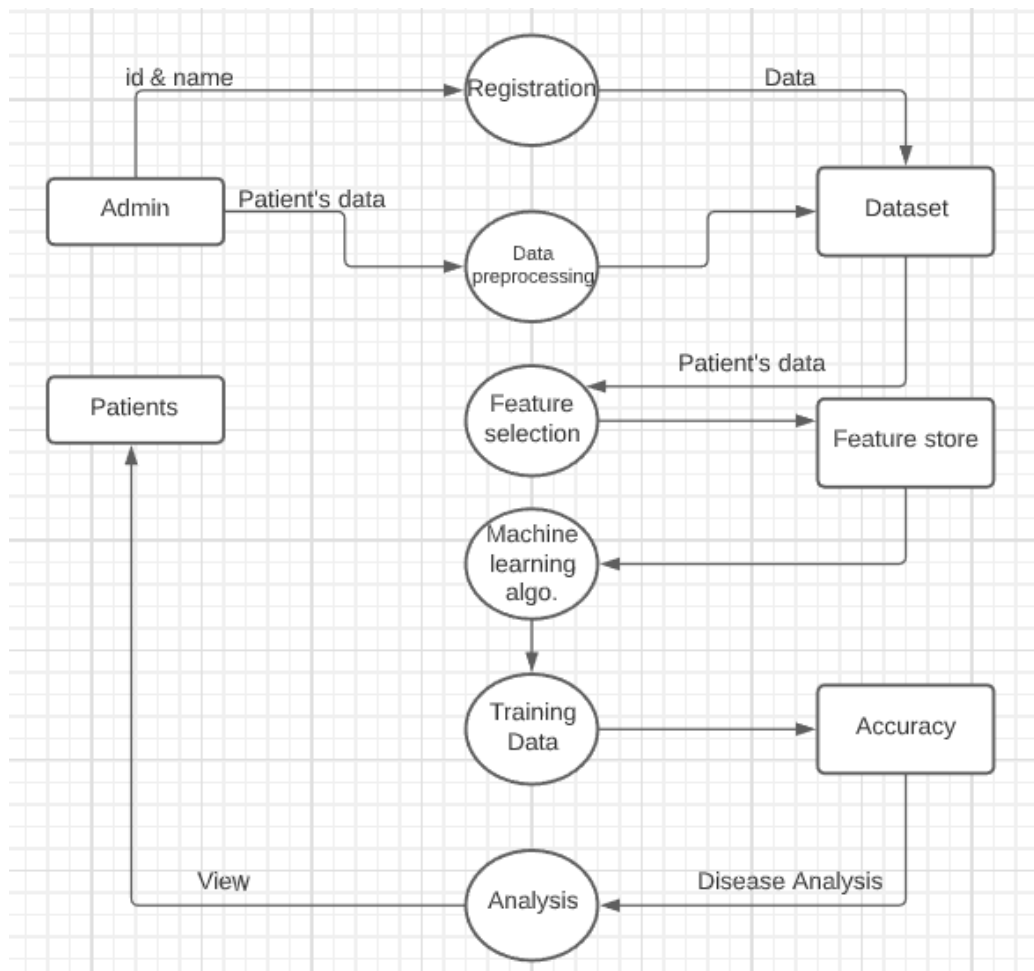 id & name
Registration
Data
Admin
Patient's data
Dataset
Data
preprocessing
Patient's data
Patients
Feature
selection
Feature store
Machine
learning
algo.
Training
Data
Accuracy
View
Disease Analysis
Analysis